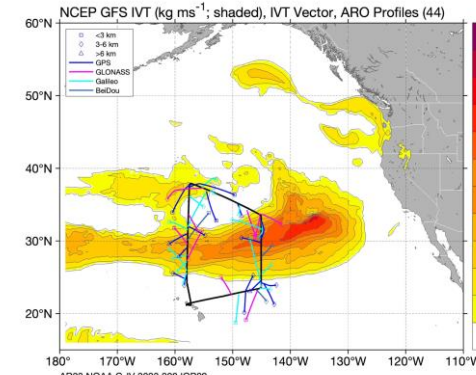 NCEP GFS IVT (kg ms⁻¹; shaded), IVT Vector, ARO Profiles (44)
60°N
<3 km
3-6 km
>6 km
GPS
GLONASS
Galileo
BeiDou
50°N
40°N
30°N
20°N
180° 170°W 160°W 150°W 140°W 130°W 120°W 110°W